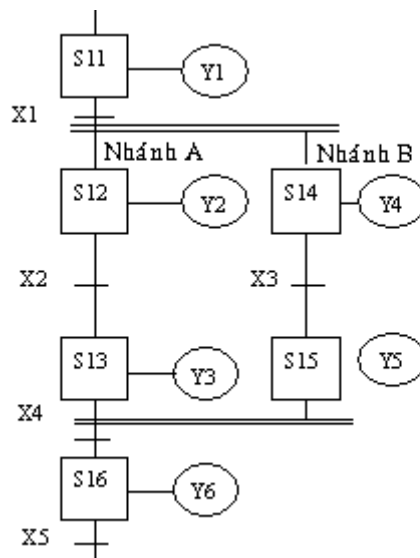 S11
Y1
X1
Nhánh A
Nhánh B
S12
Y2
S14
Y4
X2
X3
S13
Y3
S15
Y5
X4
S16
Y6
X5